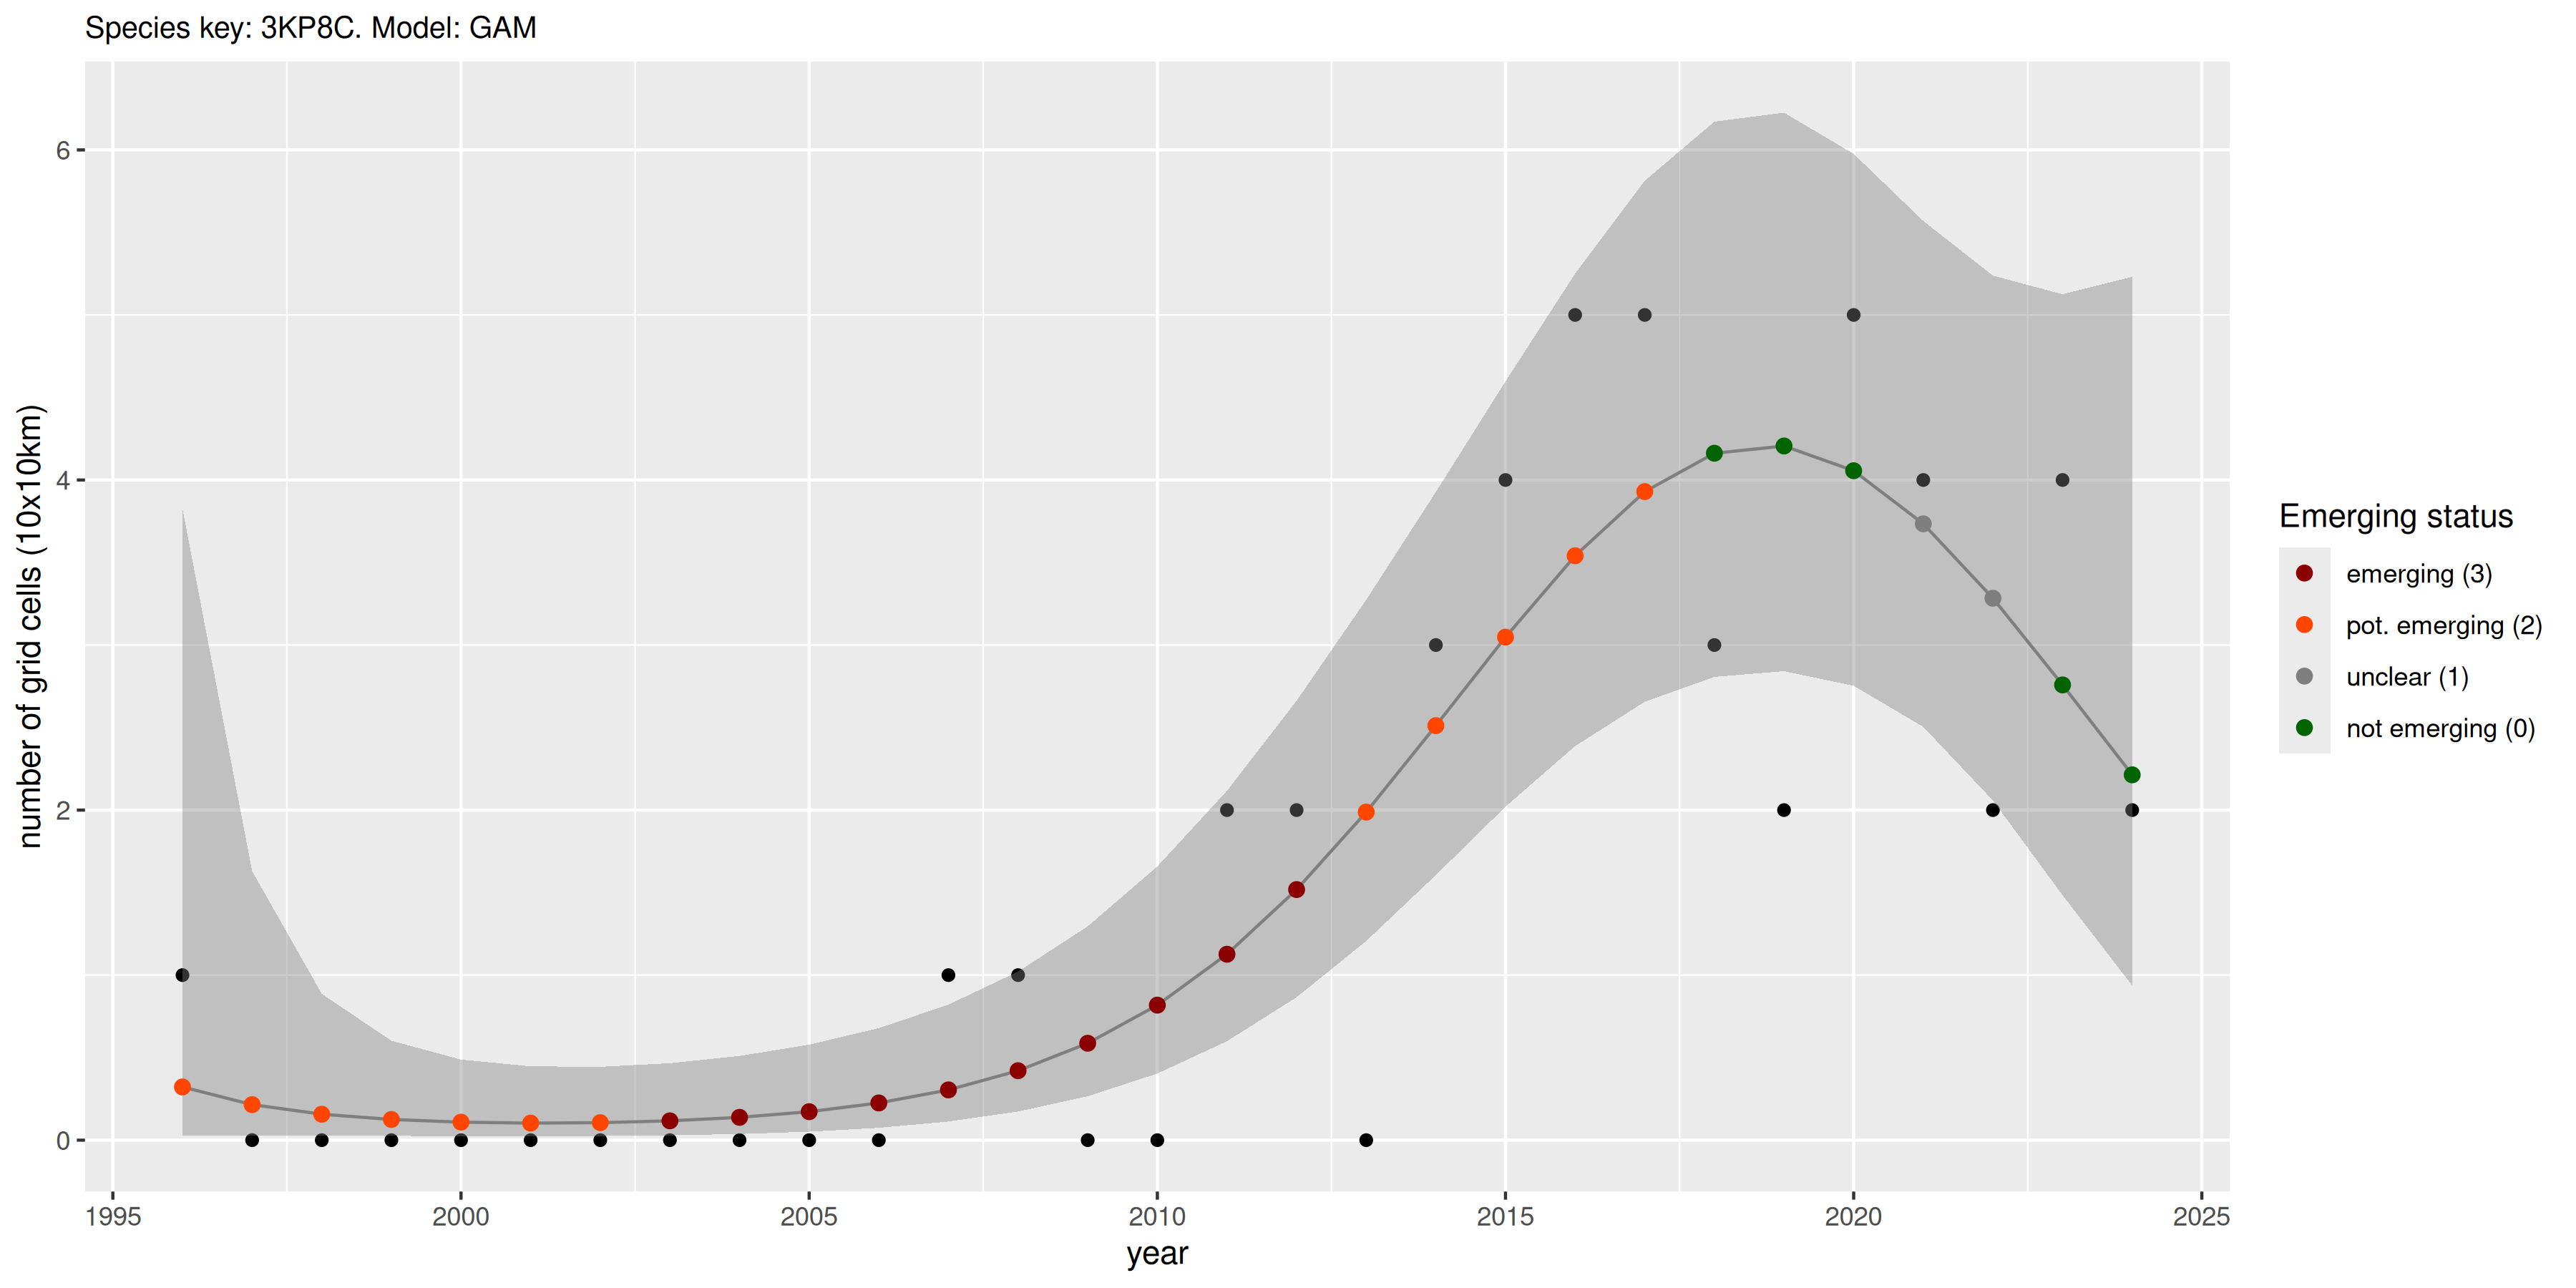 Species key: 3KP8C. Model: GAM
number of grid cells (10x10km)
6
4
2
0
1995 2000 2005 2010 2015 2020 2025
year
Emerging status
emerging (3)
pot. emerging (2)
unclear (1)
not emerging (0)